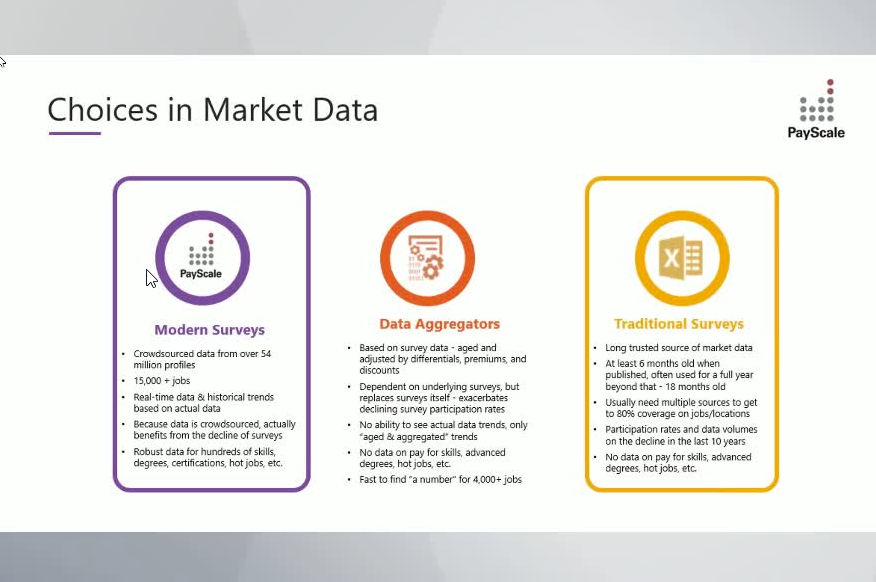 Choices in Market Data
PayScale
PayScale
Modern Surveys
• Crowdsourced data from over 54
million profiles
• 15,000 + jobs
• Real-time data & historical trends
based on actual data
• Because data is crowdsourced, actually
benefits from the decline of surveys
• Robust data for hundreds of skills,
degrees, certifications, hot jobs, etc.
Data Aggregators
• Based on survey data - aged and
adjusted by differentials, premiums, and
discounts
• Dependent on underlying surveys, but
replaces surveys itself - exacerbates
declining survey participation rates
• No ability to see actual data trends, only
"aged & aggregated" trends
• No data on pay for skills, advanced
degrees, hot jobs, etc.
• Fast to find "a number" for 4,000+ jobs
X
Traditional Surveys
• Long trusted source of market data
• At least 6 months old when
published, often used for a full year
beyond that - 18 months old
• Usually need multiple sources to get
to 80% coverage on jobs/locations
• Participation rates and data volumes
on the decline in the last 10 years
• No data on pay for skills, advanced
degrees, hot jobs, etc.